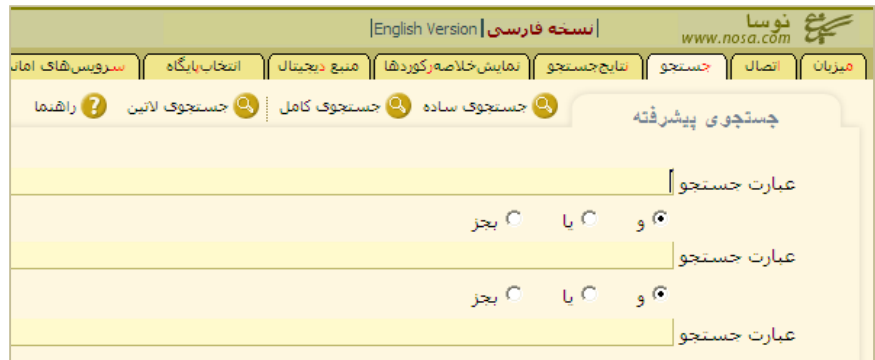 نوسا
www.nosa.com
نسخه فارسی | English Version
میزبان اتصال جستجو نتایج‌جستجو نمایش‌خلاصه‌رکوردها منبع دیجیتال انتخاب‌پایگاه سرویس‌های امان
جستجوی پیشرفته جستجوی ساده جستجوی کامل جستجوی لاتین راهنما
عبارت جستجو
و یا بجز
عبارت جستجو
و یا بجز
عبارت جستجو